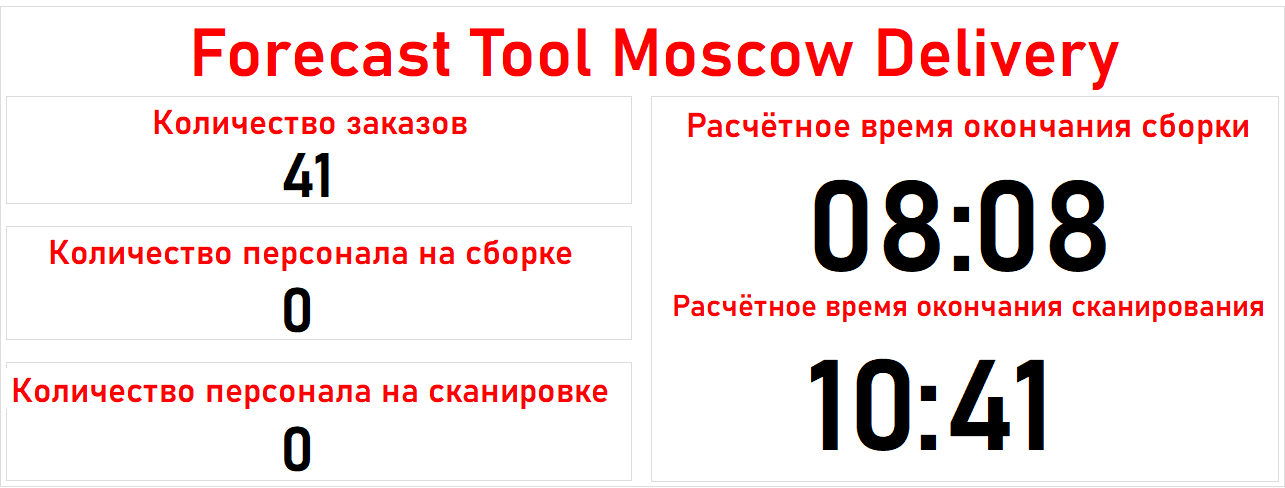 Forecast Tool Moscow Delivery
Количество заказов
41
Количество персонала на сборке
0
Количество персонала на сканировке
0
Расчётное время окончания сборки
08:08
Расчётное время окончания сканирования
10:41